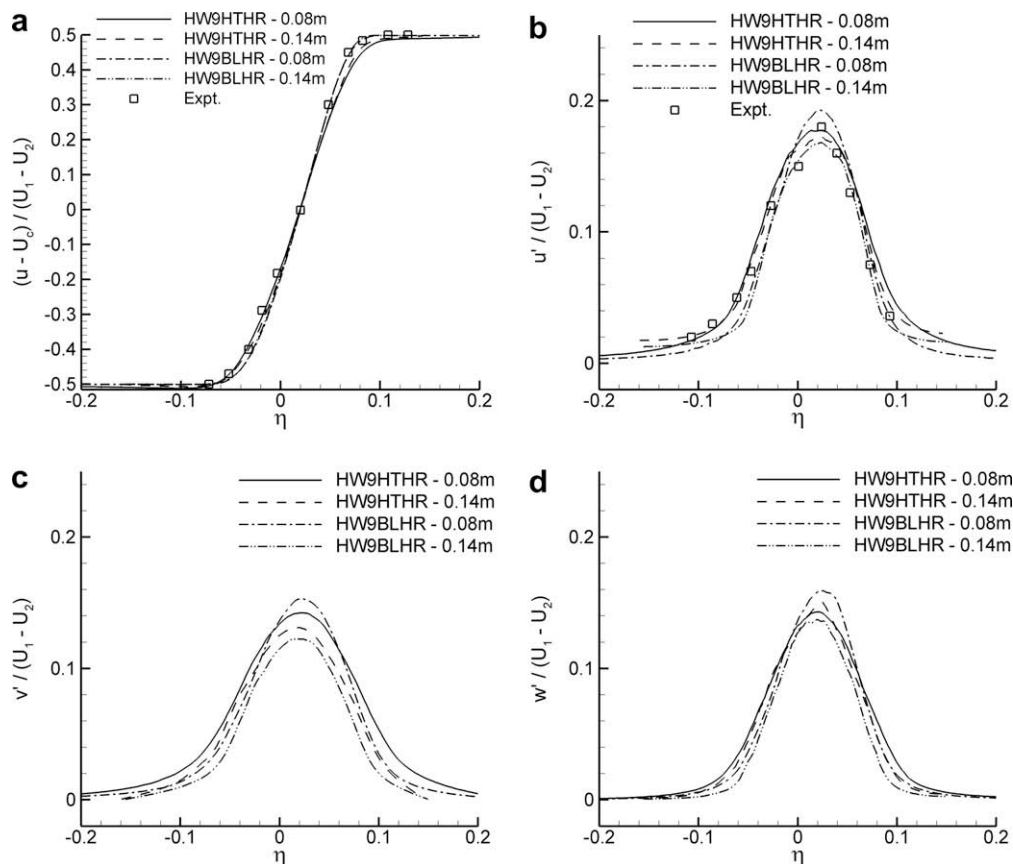 a
HW9HTHR - 0.08m
HW9HTHR - 0.14m
HW9BLHR - 0.08m
HW9BLHR - 0.14m
Expt.
(u - U_c) / (U_1 - U_2)
0.5
0.4
0.3
0.2
0.1
0
-0.1
-0.2
-0.3
-0.4
-0.5
-0.2
-0.1
0
0.1
0.2
η
b
HW9HTHR - 0.08m
HW9HTHR - 0.14m
HW9BLHR - 0.08m
HW9BLHR - 0.14m
Expt.
u' / (U_1 - U_2)
0.2
0.1
0
-0.2
-0.1
0
0.1
0.2
η
c
HW9HTHR - 0.08m
HW9HTHR - 0.14m
HW9BLHR - 0.08m
HW9BLHR - 0.14m
v' / (U_1 - U_2)
0.2
0.1
0
-0.2
-0.1
0
0.1
0.2
η
d
HW9HTHR - 0.08m
HW9HTHR - 0.14m
HW9BLHR - 0.08m
HW9BLHR - 0.14m
w' / (U_1 - U_2)
0.2
0.1
0
-0.2
-0.1
0
0.1
0.2
η